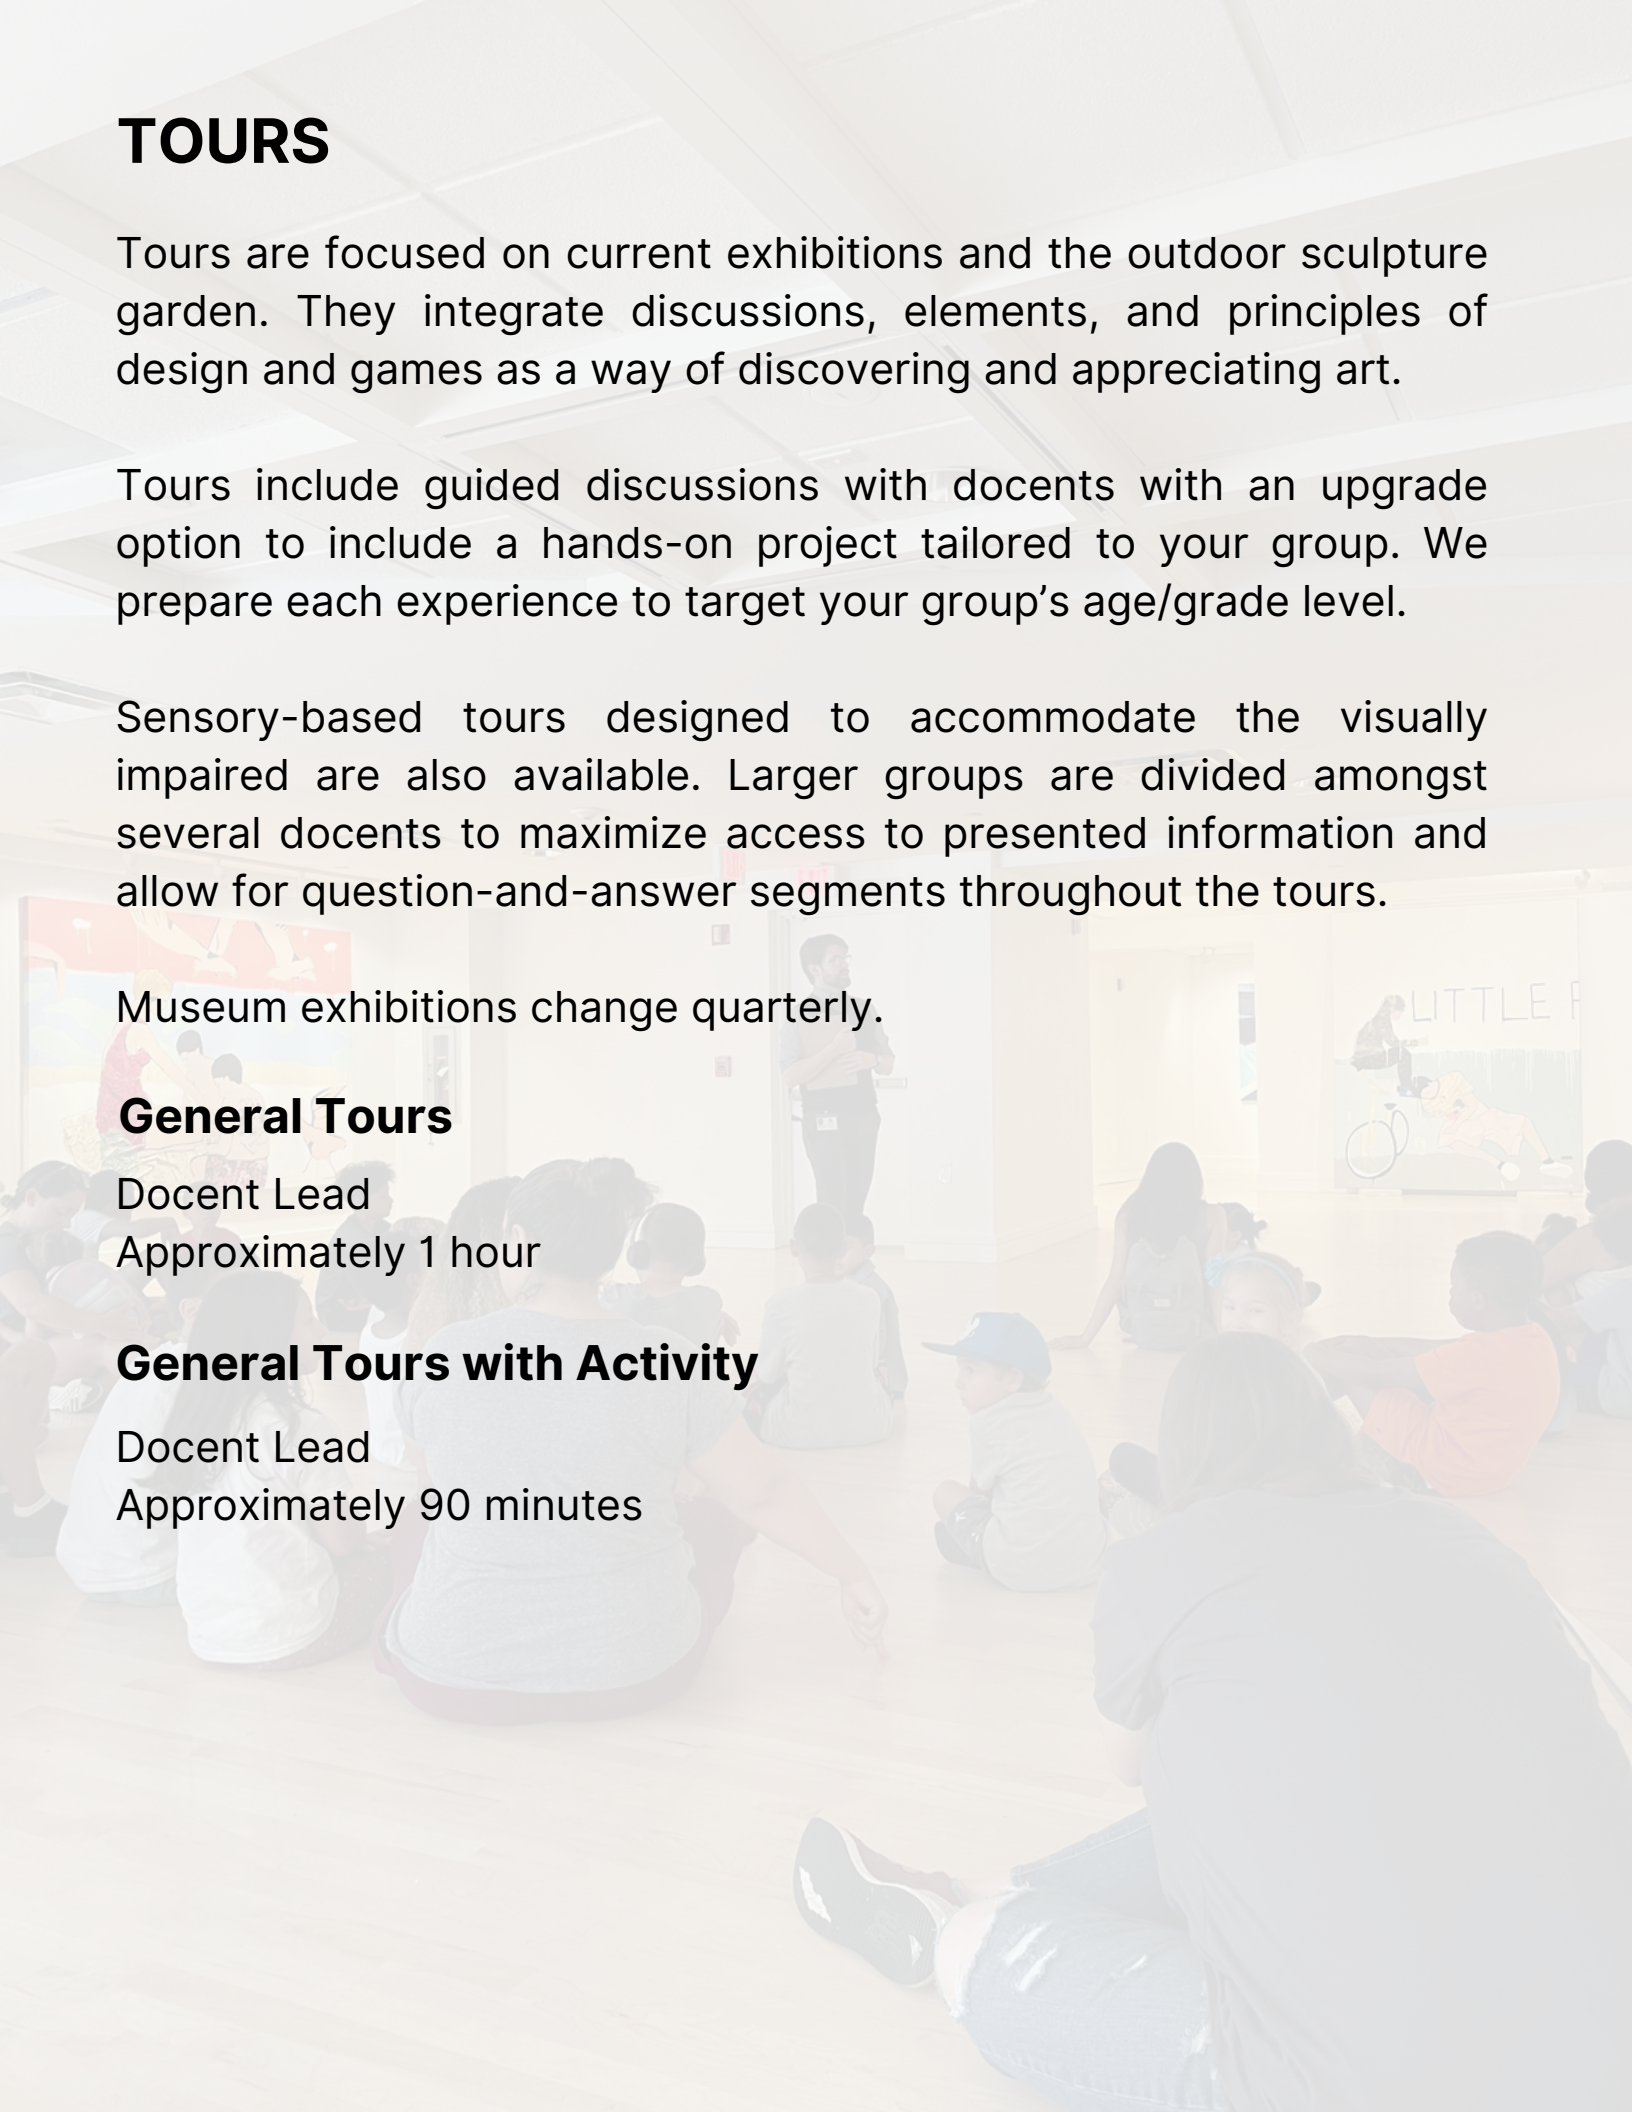 TOURS
Tours are focused on current exhibitions and the outdoor sculpture
garden. They integrate discussions, elements, and principles of
design and games as a way of discovering and appreciating art.
Tours include guided discussions with docents with an upgrade
option to include a hands-on project tailored to your group. We
prepare each experience to target your group’s age/grade level.
Sensory-based tours designed to accommodate the visually
impaired are also available. Larger groups are divided amongst
several docents to maximize access to presented information and
allow for question-and-answer segments throughout the tours.
Museum exhibitions change quarterly.
LITTLE
General Tours
Docent Lead
Approximately 1 hour
General Tours with Activity
Docent Lead
Approximately 90 minutes